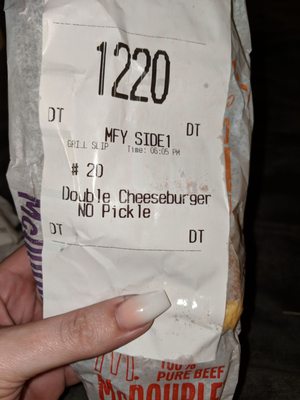 1220
DT DT
MFY SIDE1
GRILL SLIP Time: 06:05 PM
# 20
Double Cheeseburger
NO Pickle
DT DT
100%
PURE BEEF
McDOUBLE